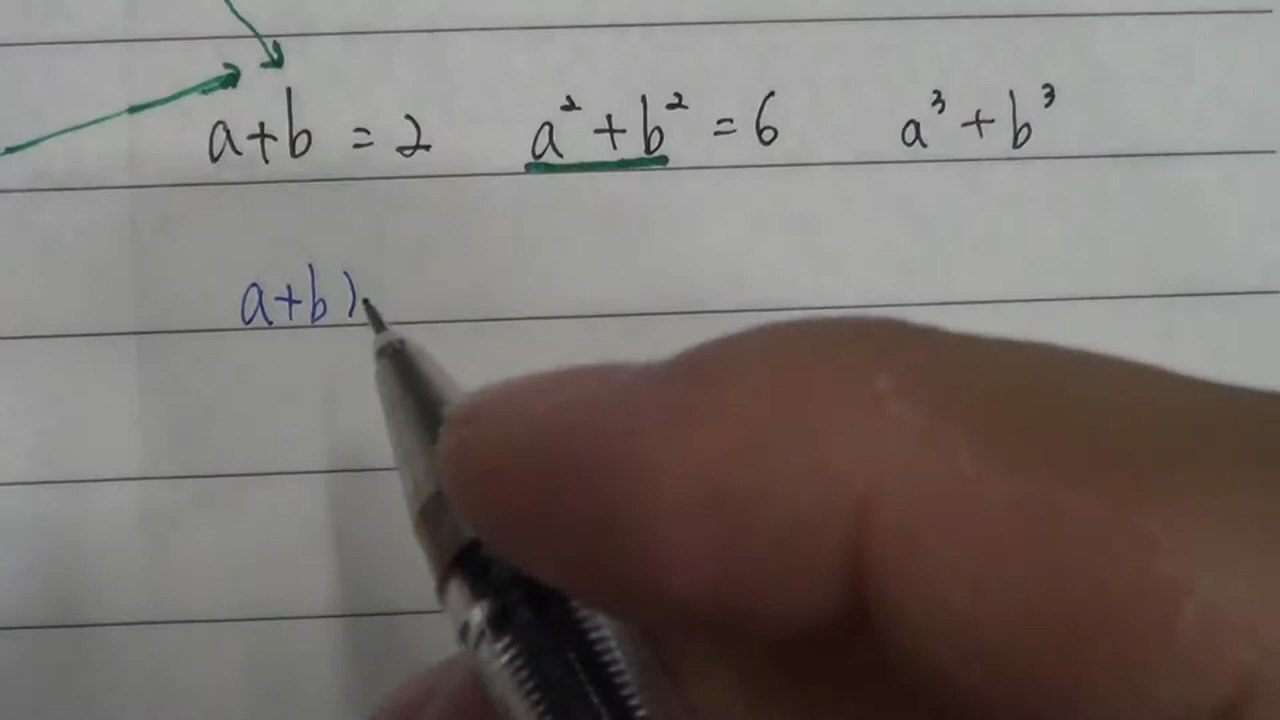 a+b = 2 a²+b² = 6 a³+b³
a+b)